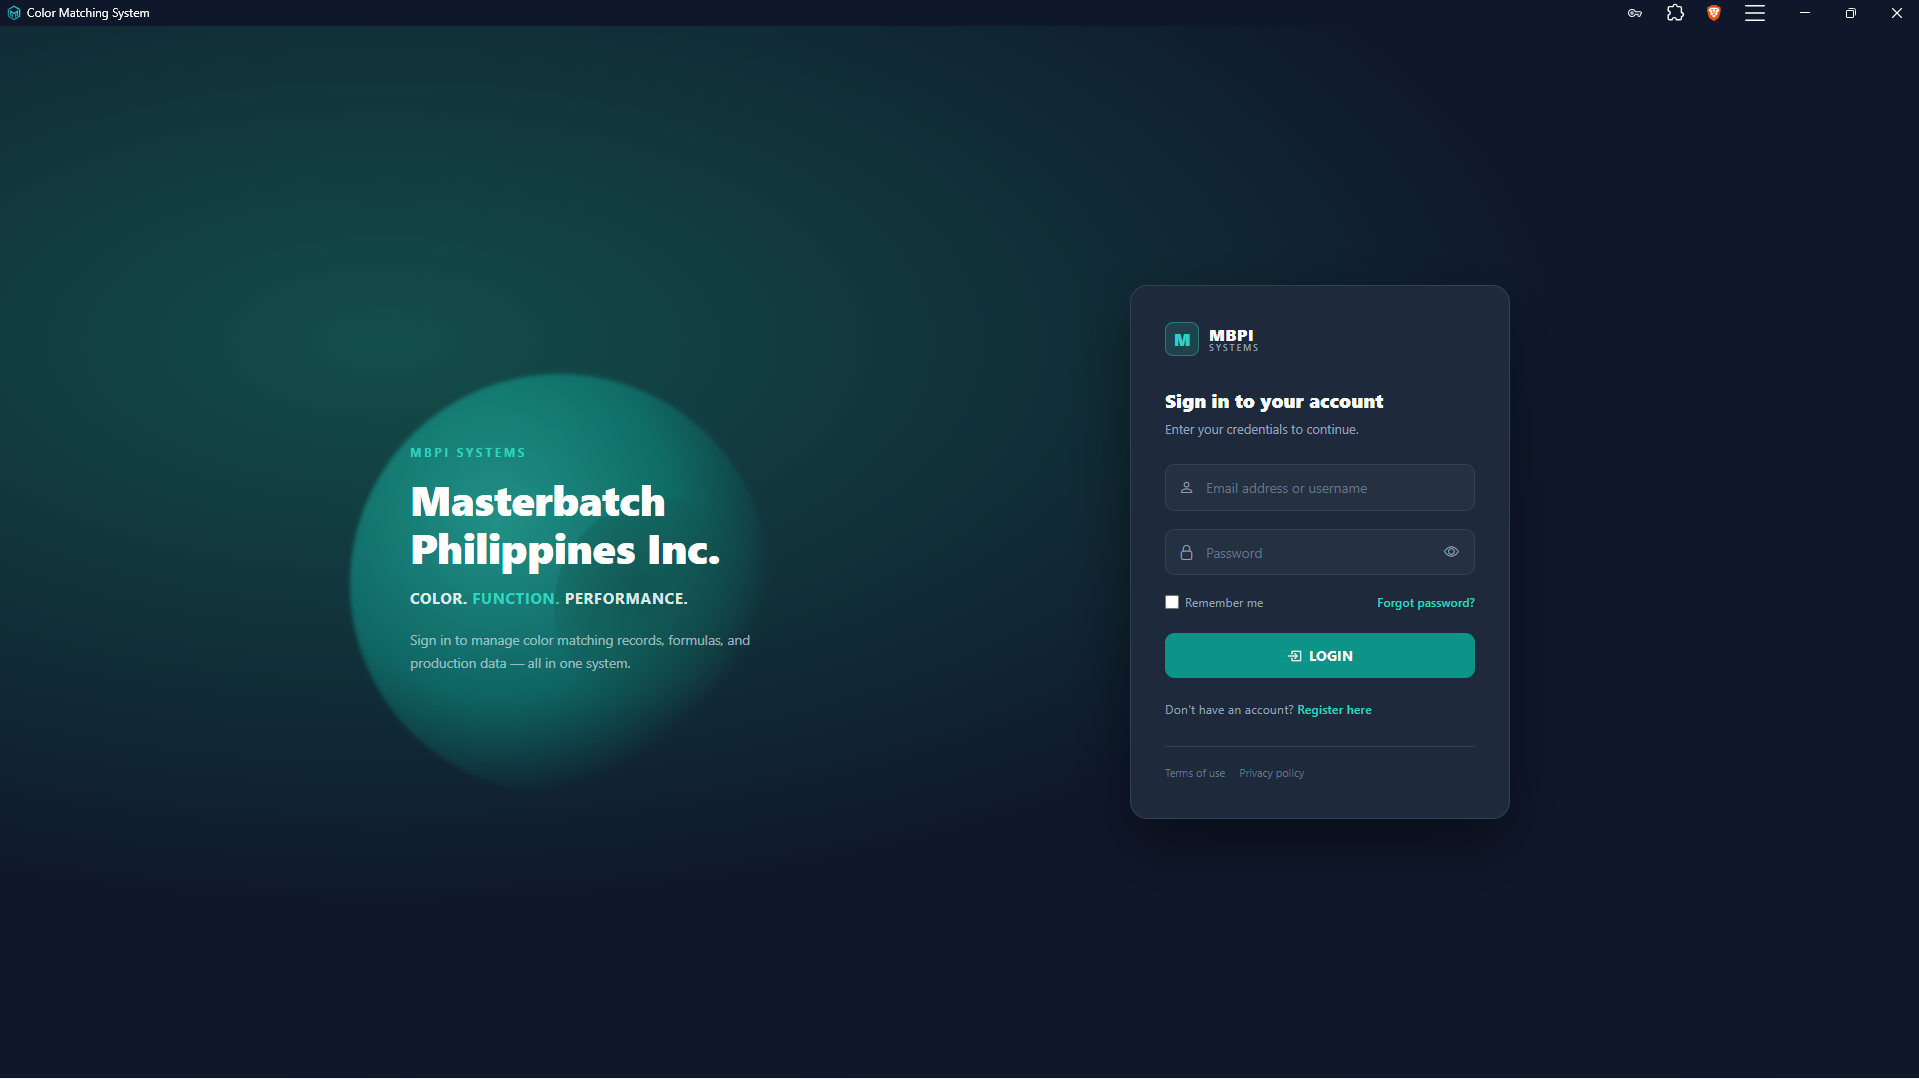 Color Matching System
MBPI SYSTEMS
Masterbatch
Philippines Inc.
COLOR. FUNCTION. PERFORMANCE.
Sign in to manage color matching records, formulas, and
production data — all in one system.
M
MBPI
SYSTEMS
Sign in to your account
Enter your credentials to continue.
Email address or username
Password
Remember me
Forgot password?
LOGIN
Don't have an account? Register here
Terms of use
Privacy policy